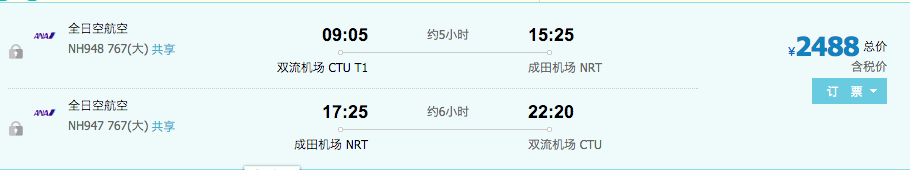 ANA 全日空航空
NH948 767(大) 共享
09:05 约5小时 15:25
双流机场 CTU T1 成田机场 NRT
¥2488 总价
含税价
订 票
ANA 全日空航空
NH947 767(大) 共享
17:25 约6小时 22:20
成田机场 NRT 双流机场 CTU